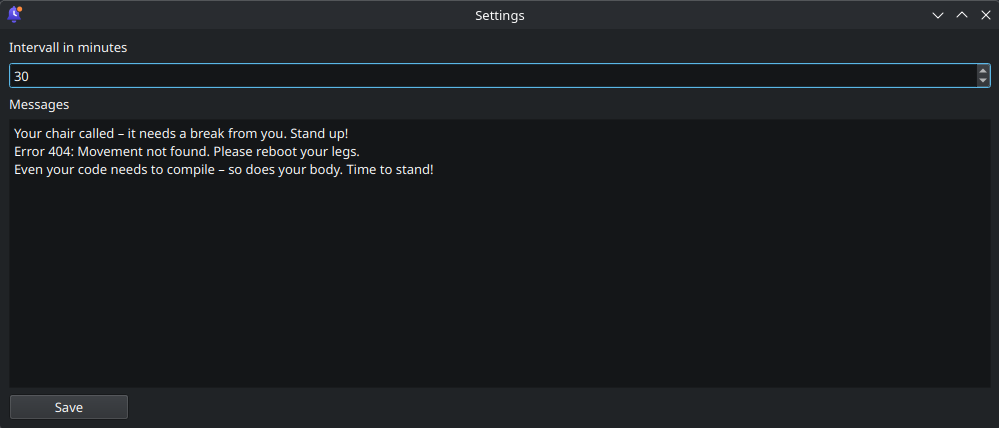 Settings
Intervall in minutes
30
Messages
Your chair called – it needs a break from you. Stand up!
Error 404: Movement not found. Please reboot your legs.
Even your code needs to compile – so does your body. Time to stand!
Save